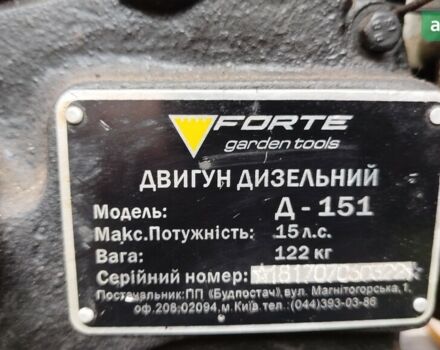 FORTE
garden tools
ДВИГУН ДИЗЕЛЬНИЙ
Модель: Д - 151
Макс.Потужність: 15 л.с.
Вага: 122 кг
Серійний номер:
Постачальник:ПП «Будпостач», вул. Магнітогорська,1,
оф.208,02094,м.Київ.тел.:(044)393-03-86